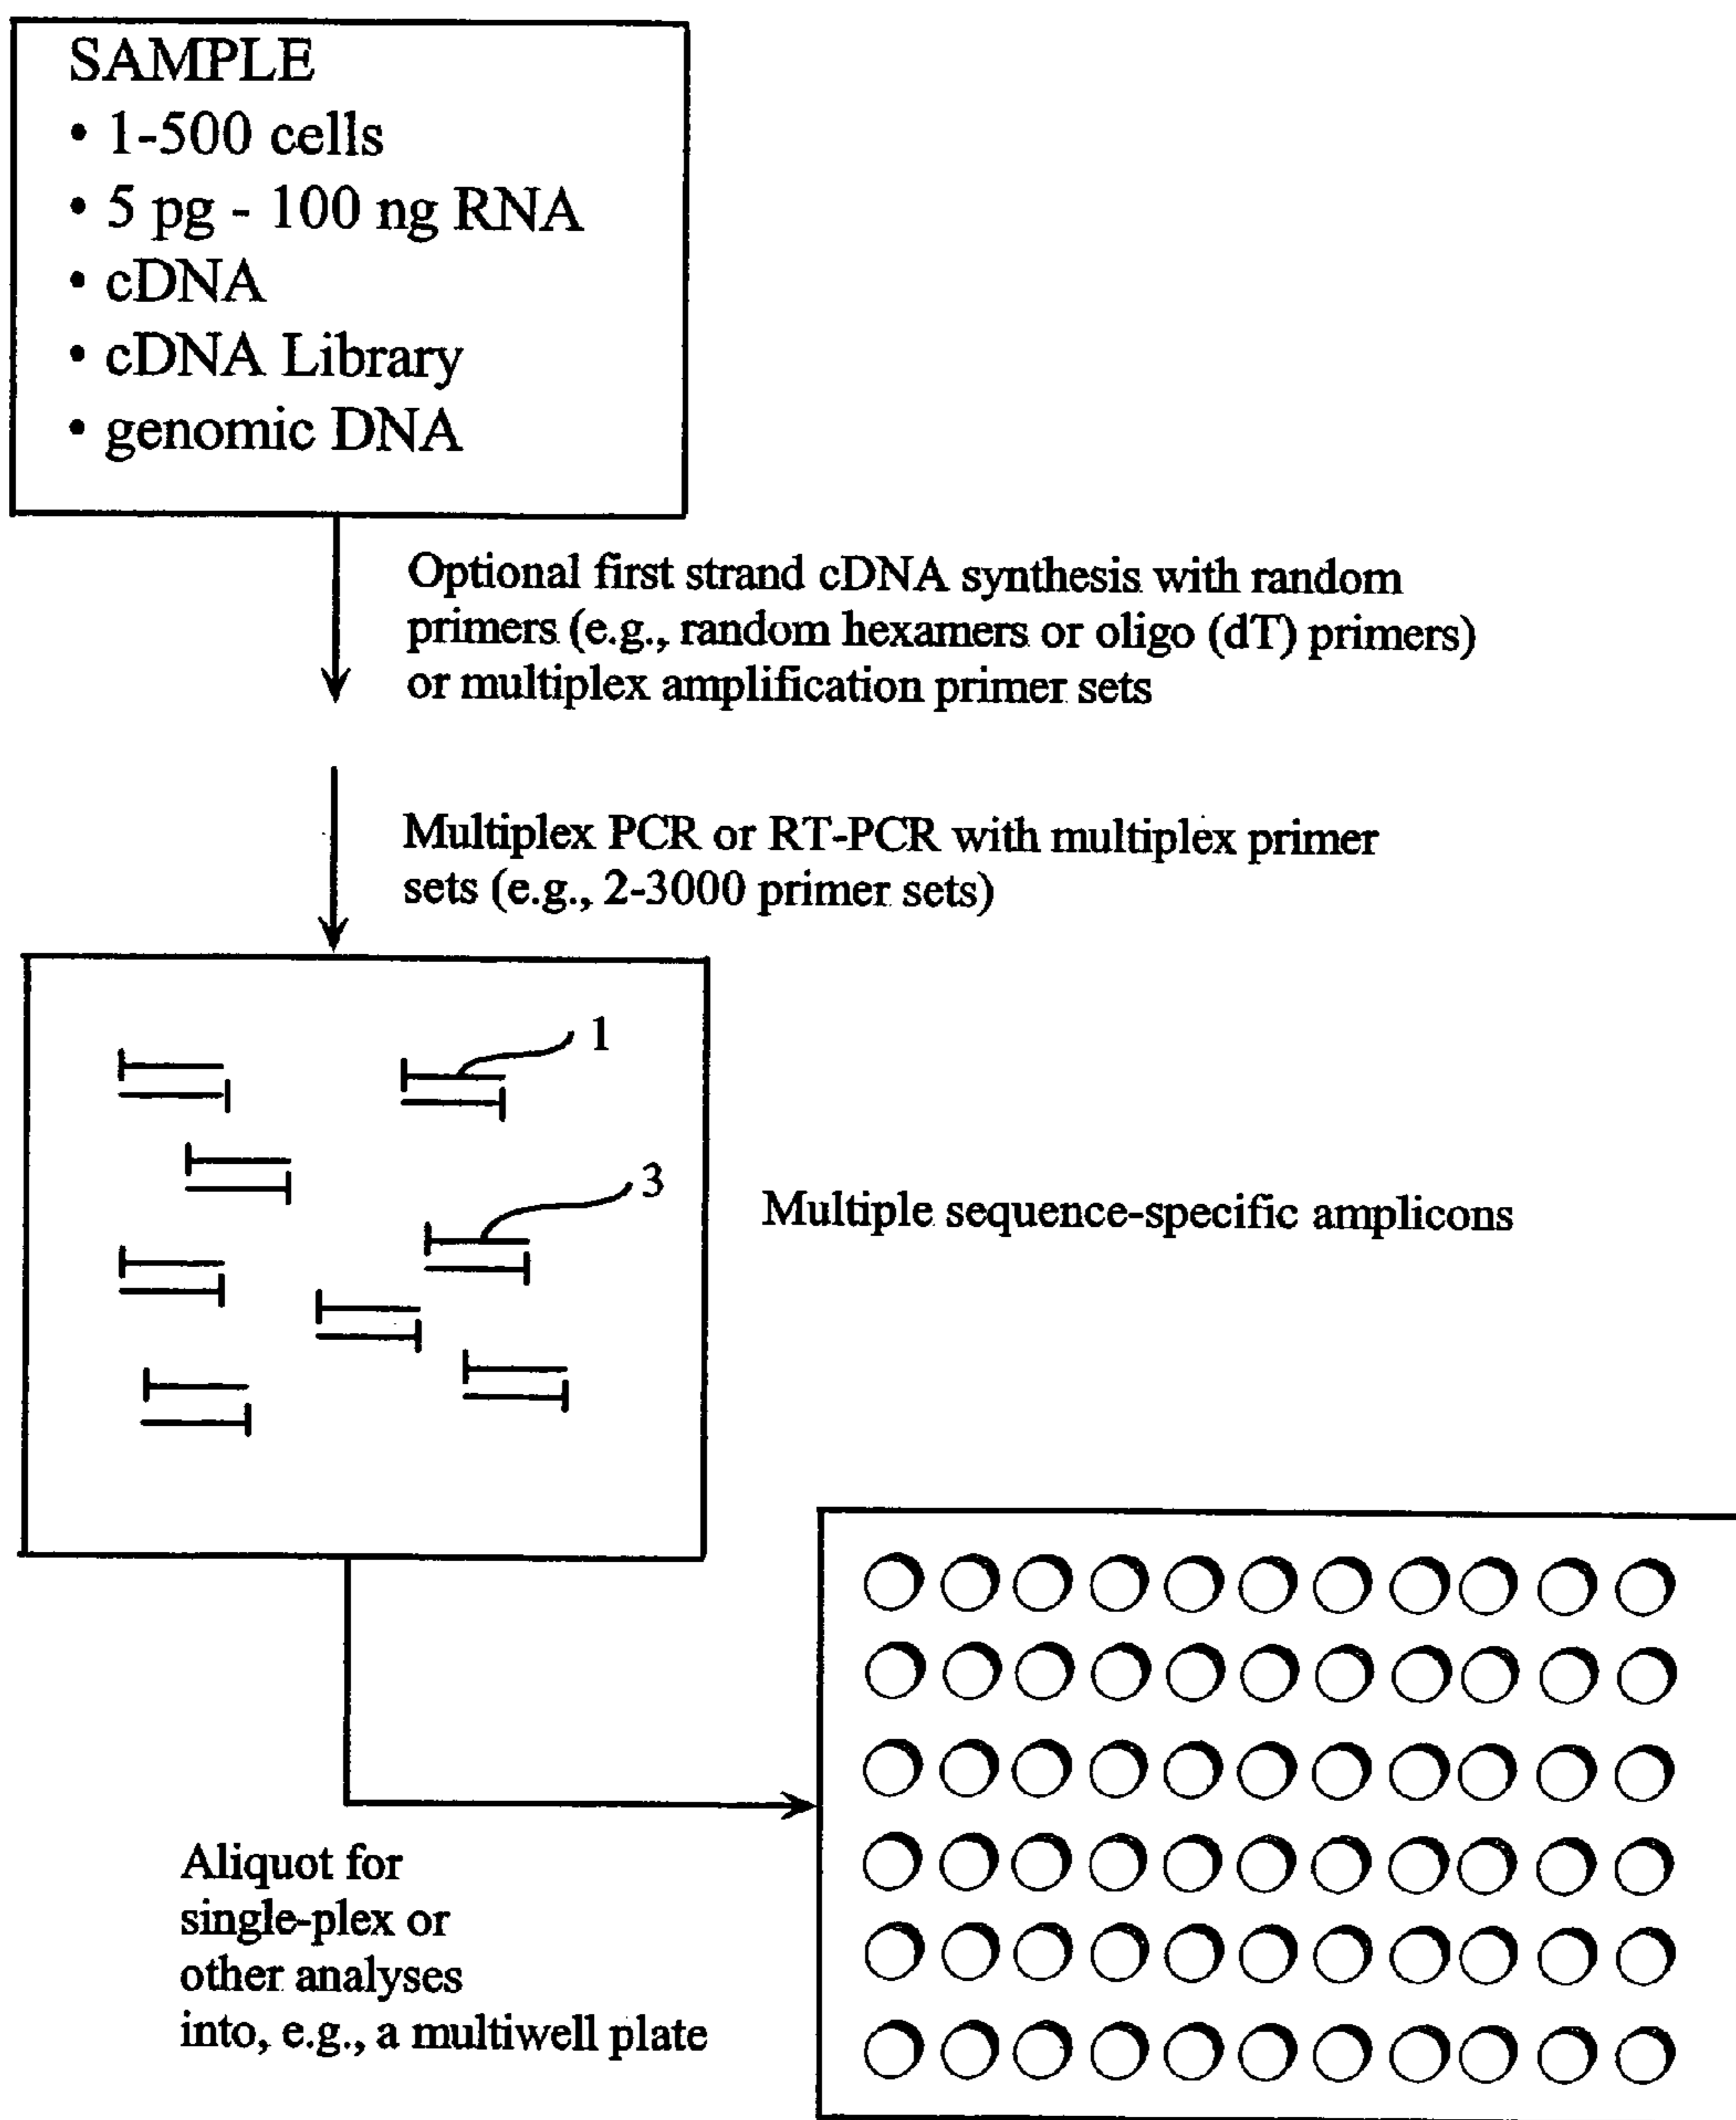 SAMPLE
• 1-500 cells
• 5 pg - 100 ng RNA
• cDNA
• cDNA Library
• genomic DNA
Optional first strand cDNA synthesis with random
primers (e.g., random hexamers or oligo (dT) primers)
or multiplex amplification primer sets
Multiplex PCR or RT-PCR with multiplex primer
sets (e.g., 2-3000 primer sets)
1
3
Multiple sequence-specific amplicons
Aliquot for
single-plex or
other analyses
into, e.g., a multiwell plate